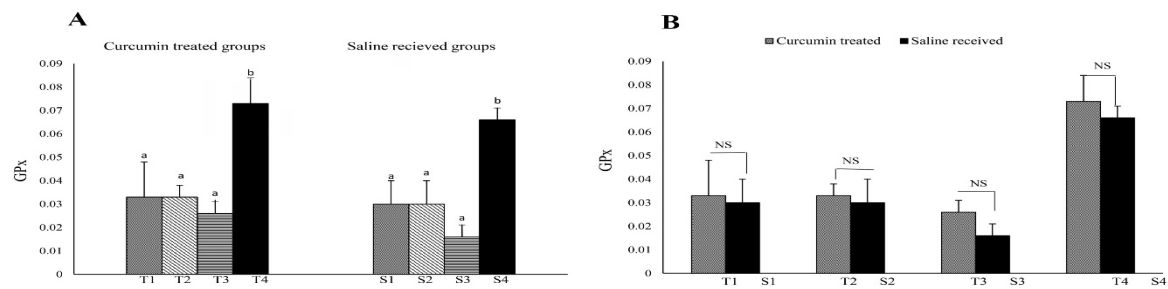 A
Curcumin treated groups
Saline recieved groups
GPx
0.09
0.08
0.07
0.06
0.05
0.04
0.03
0.02
0.01
0
a
a
a
b
a
a
a
b
T1 T2 T3 T4
S1 S2 S3 S4
B
Curcumin treated Saline received
GPx
0.09
0.08
0.07
0.06
0.05
0.04
0.03
0.02
0.01
0
NS
NS
NS
NS
T1 S1 T2 S2 T3 S3 T4 S4